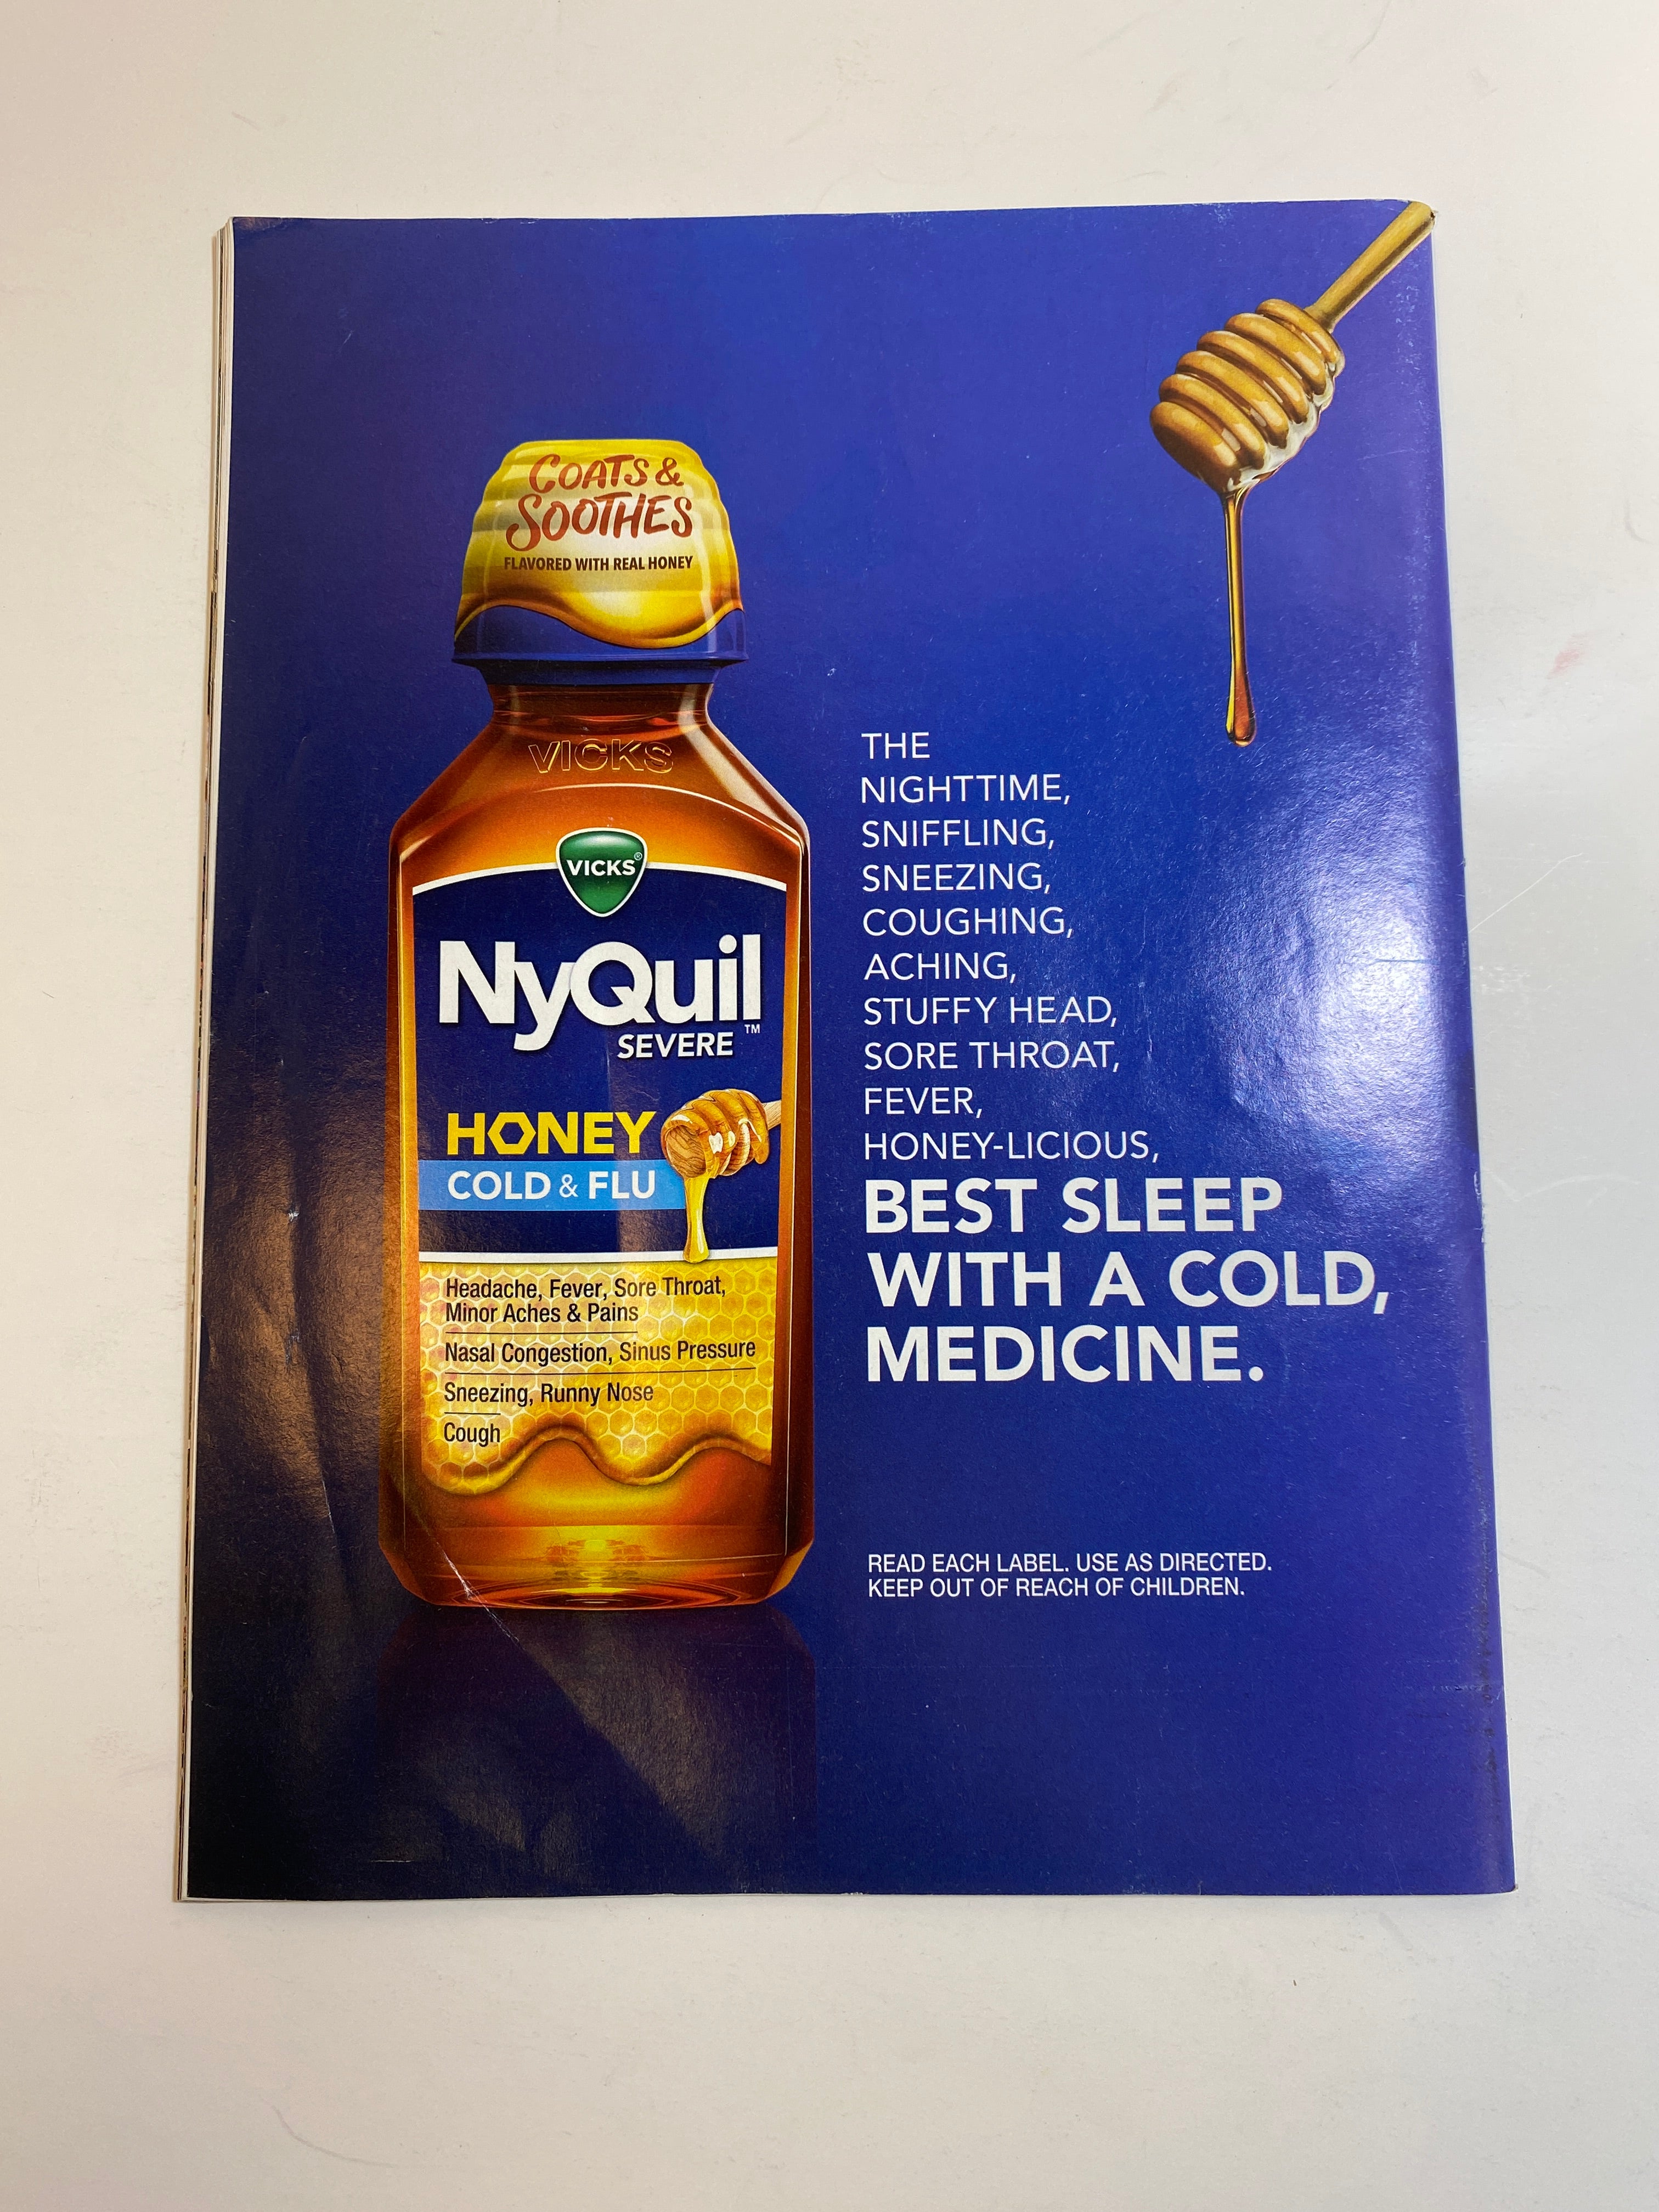 COATS &
SOOTHES
FLAVORED WITH REAL HONEY
VICKS
VICKS®
NyQuil
SEVERE™
HONEY
COLD & FLU
Headache, Fever, Sore Throat,
Minor Aches & Pains
Nasal Congestion, Sinus Pressure
Sneezing, Runny Nose
Cough
THE
NIGHTTIME,
SNIFFLING,
SNEEZING,
COUGHING,
ACHING,
STUFFY HEAD,
SORE THROAT,
FEVER,
HONEY-LICIOUS,
BEST SLEEP
WITH A COLD,
MEDICINE.
READ EACH LABEL. USE AS DIRECTED.
KEEP OUT OF REACH OF CHILDREN.